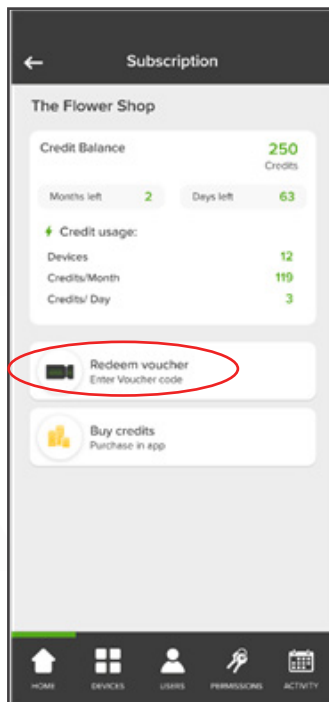 Subscription
The Flower Shop
Credit Balance
250
Credits
Months left 2 Days left 63
Credit usage:
Devices 12
Credits/Month 119
Credits/ Day 3
Redeem voucher
Enter Voucher code
Buy credits
Purchase in app
HOME DEVICES USERS PERMISSIONS ACTIVITY